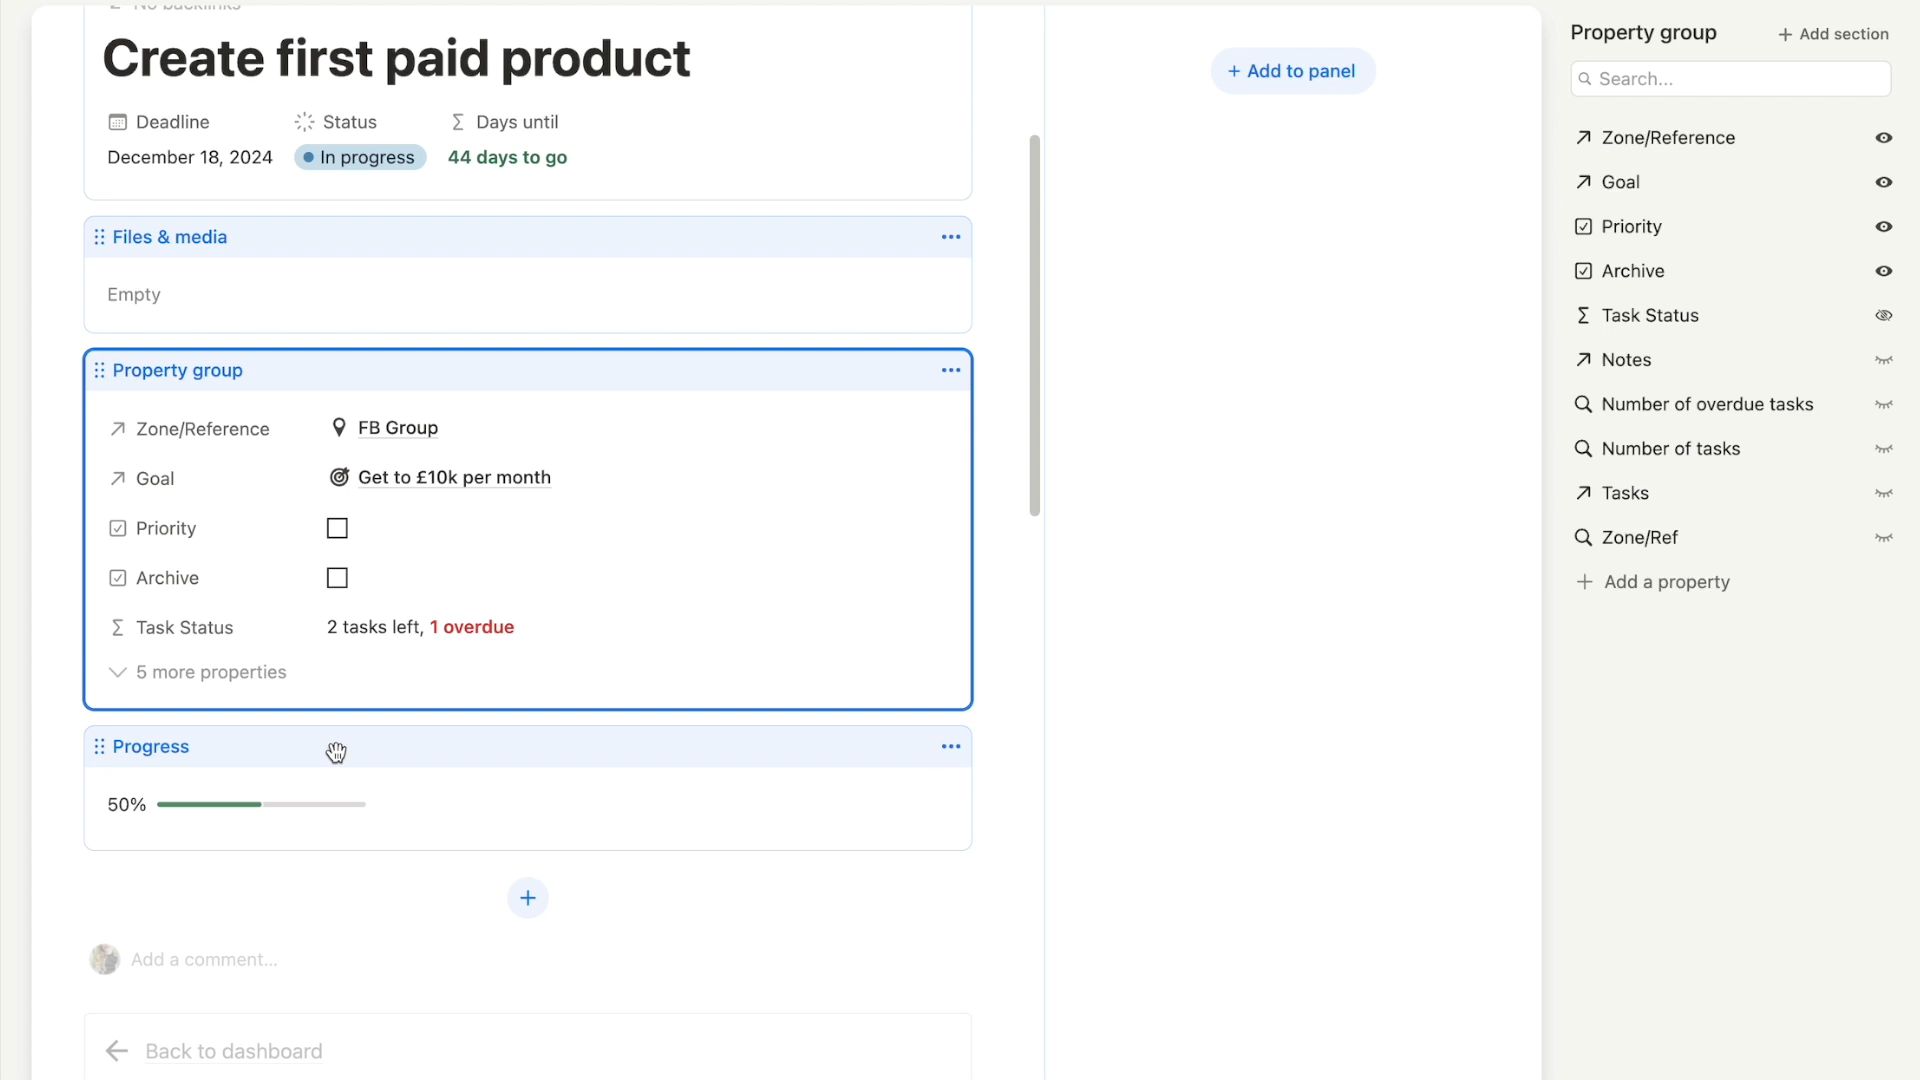 No backlinks
Create first paid product
Deadline
Status
Days until
December 18, 2024
In progress
44 days to go
Files & media
Empty
Property group
Zone/Reference
FB Group
Goal
Get to £10k per month
Priority
Archive
Task Status
2 tasks left, 1 overdue
5 more properties
Progress
50%
+
Add a comment...
Back to dashboard
+ Add to panel
Property group
+ Add section
Search...
Zone/Reference
Goal
Priority
Archive
Task Status
Notes
Number of overdue tasks
Number of tasks
Tasks
Zone/Ref
+ Add a property